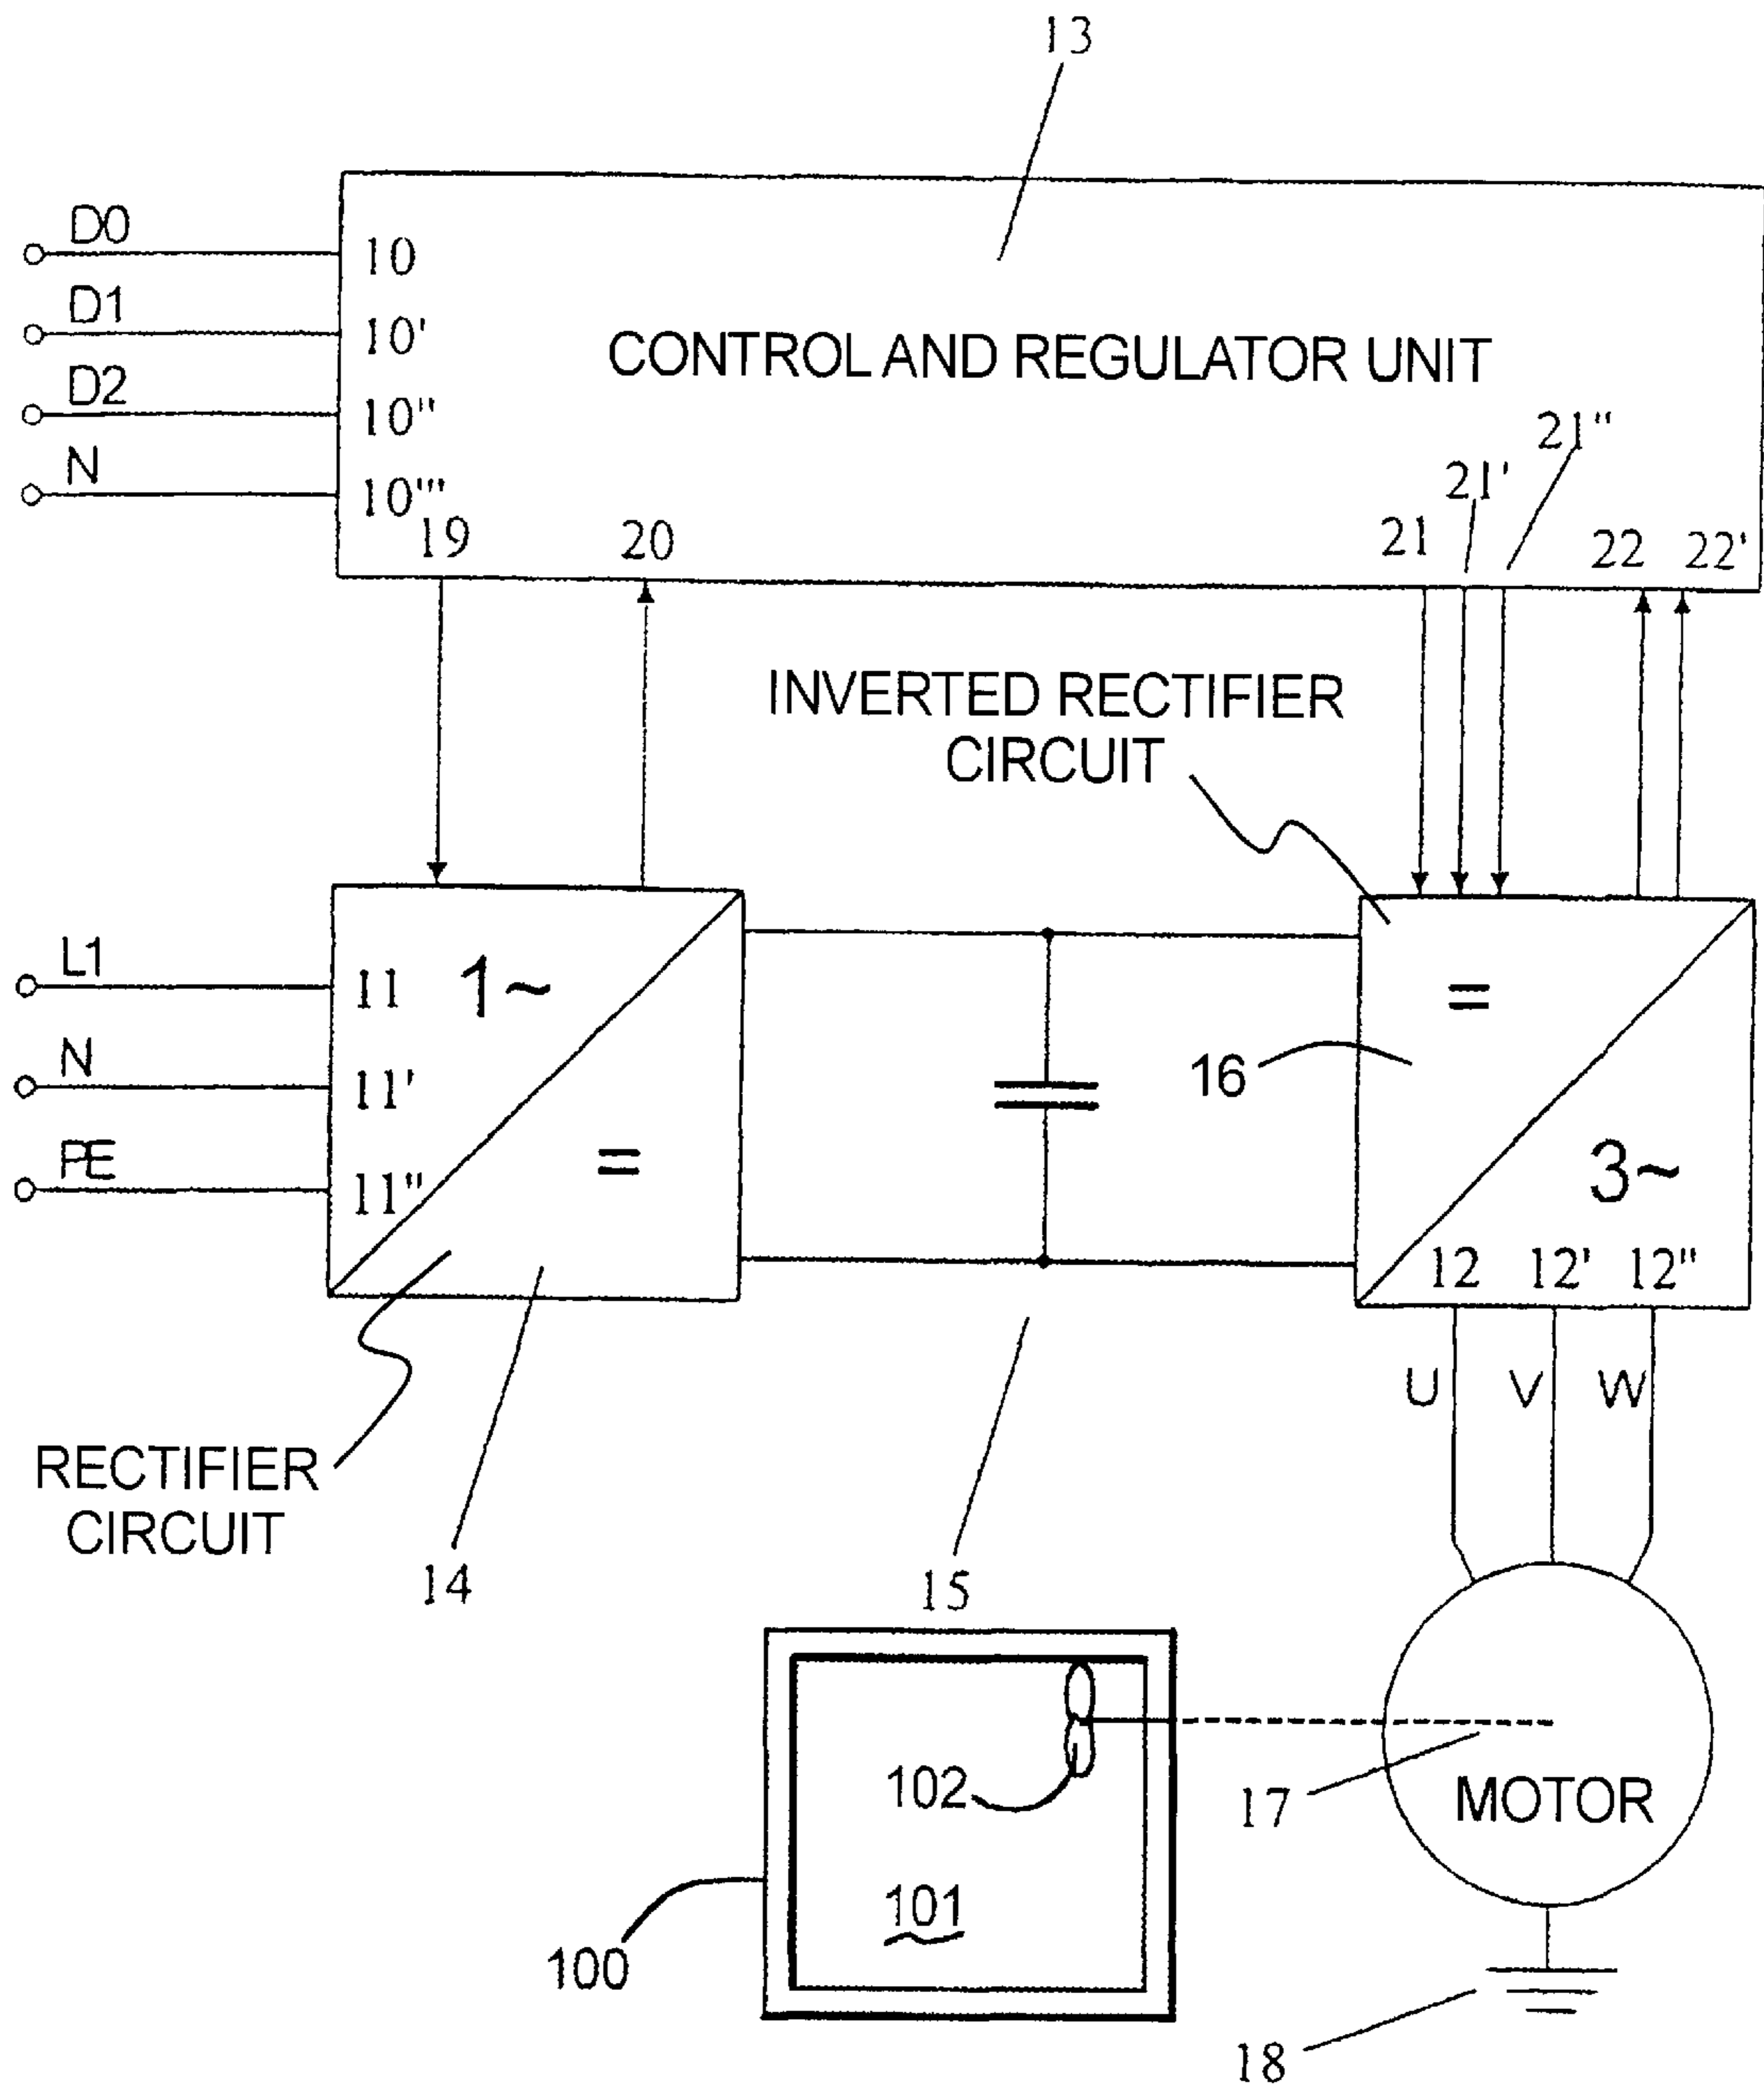 13
D0
10
D1
10'
CONTROL AND REGULATOR UNIT
D2
10"
21"
N
10'''
21'
19
20
21
22
22'
INVERTED RECTIFIER
CIRCUIT
L1
11
1~
=
N
11'
16
PE
11"
=
3~
12
12'
12"
U
V
W
RECTIFIER
CIRCUIT
14
15
102
17
MOTOR
101
100
18